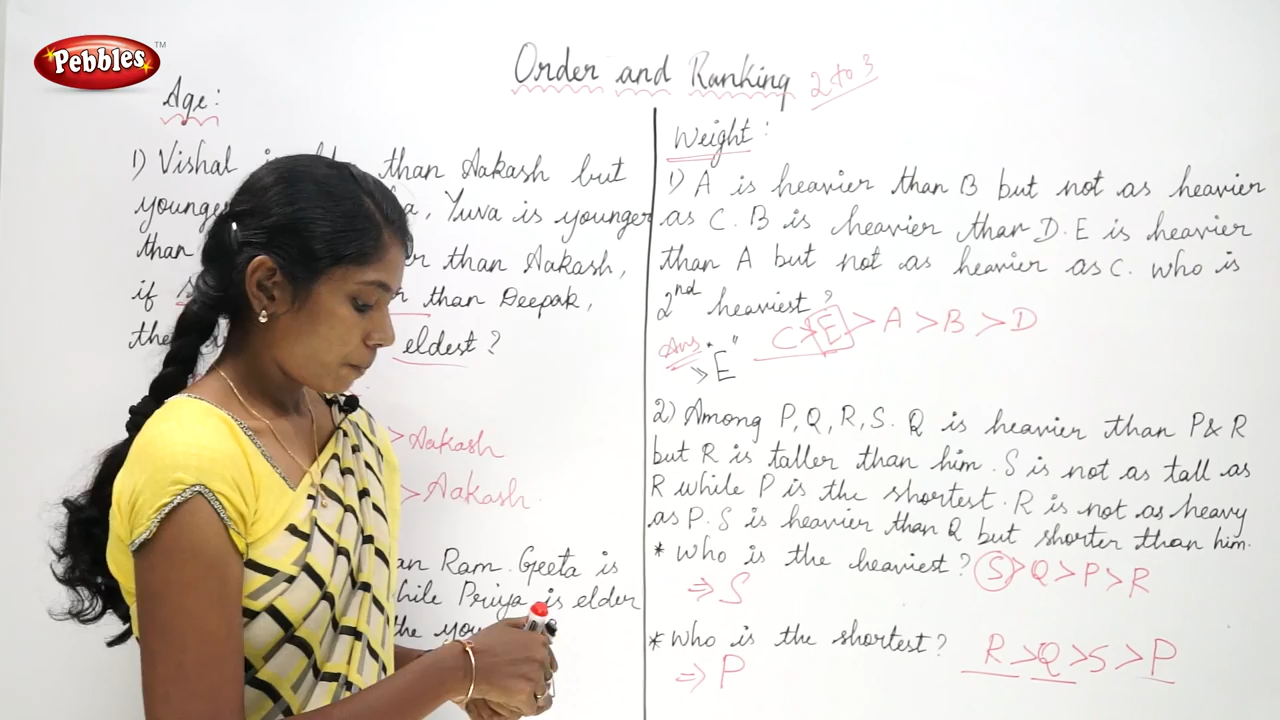 Pebbles TM
Order and Ranking 2 to 3
Age:
1) Vishal than Aakash but
Yuva is younger
than than Aakash,
if than Deepak,
eldest ?
> Aakash
> Aakash.
Ram. Geeta is
Priya is elder
the
Weight :
1) A is heavier than B but not as heavier
as C. B is heavier than D. E is heavier
than A but not as heavier as C. Who is
2nd heaviest ?
C > E > A > B > D
Ans :
⇒ "E"
2) Among P, Q, R, S. Q is heavier than P & R
but R is taller than him. S is not as tall as
R while P is the shortest. R is not as heavy
as P. S is heavier than Q but shorter than him.
* Who is the heaviest ? S > Q > P > R
⇒ S
* Who is the shortest ? R > Q > S > P
⇒ P